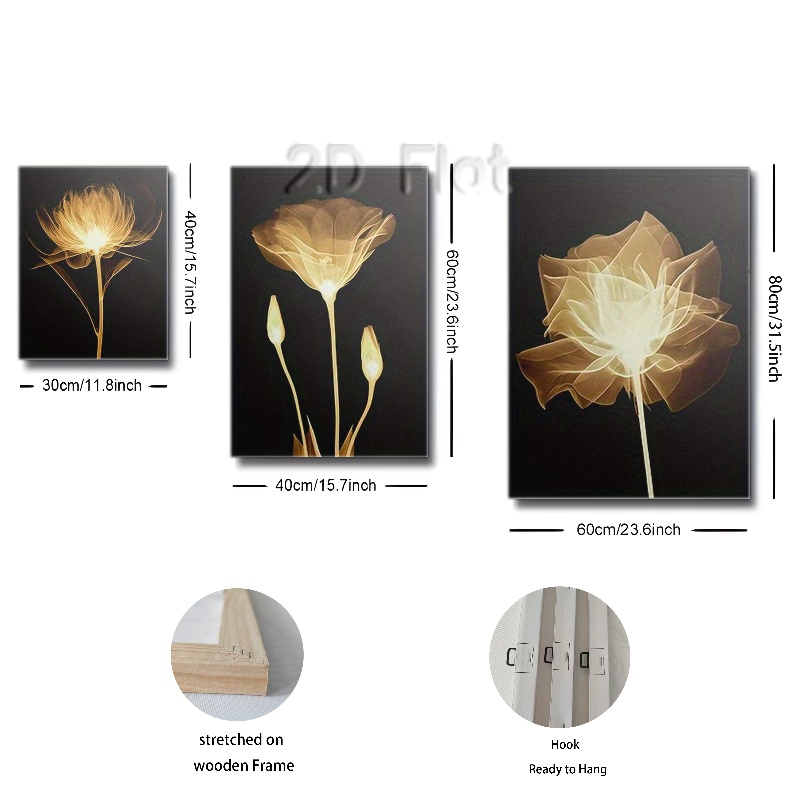 2D Flat
40cm/15.7inch
30cm/11.8inch
60cm/23.6inch
40cm/15.7inch
80cm/31.5inch
60cm/23.6inch
stretched on
wooden Frame
Hook
Ready to Hang